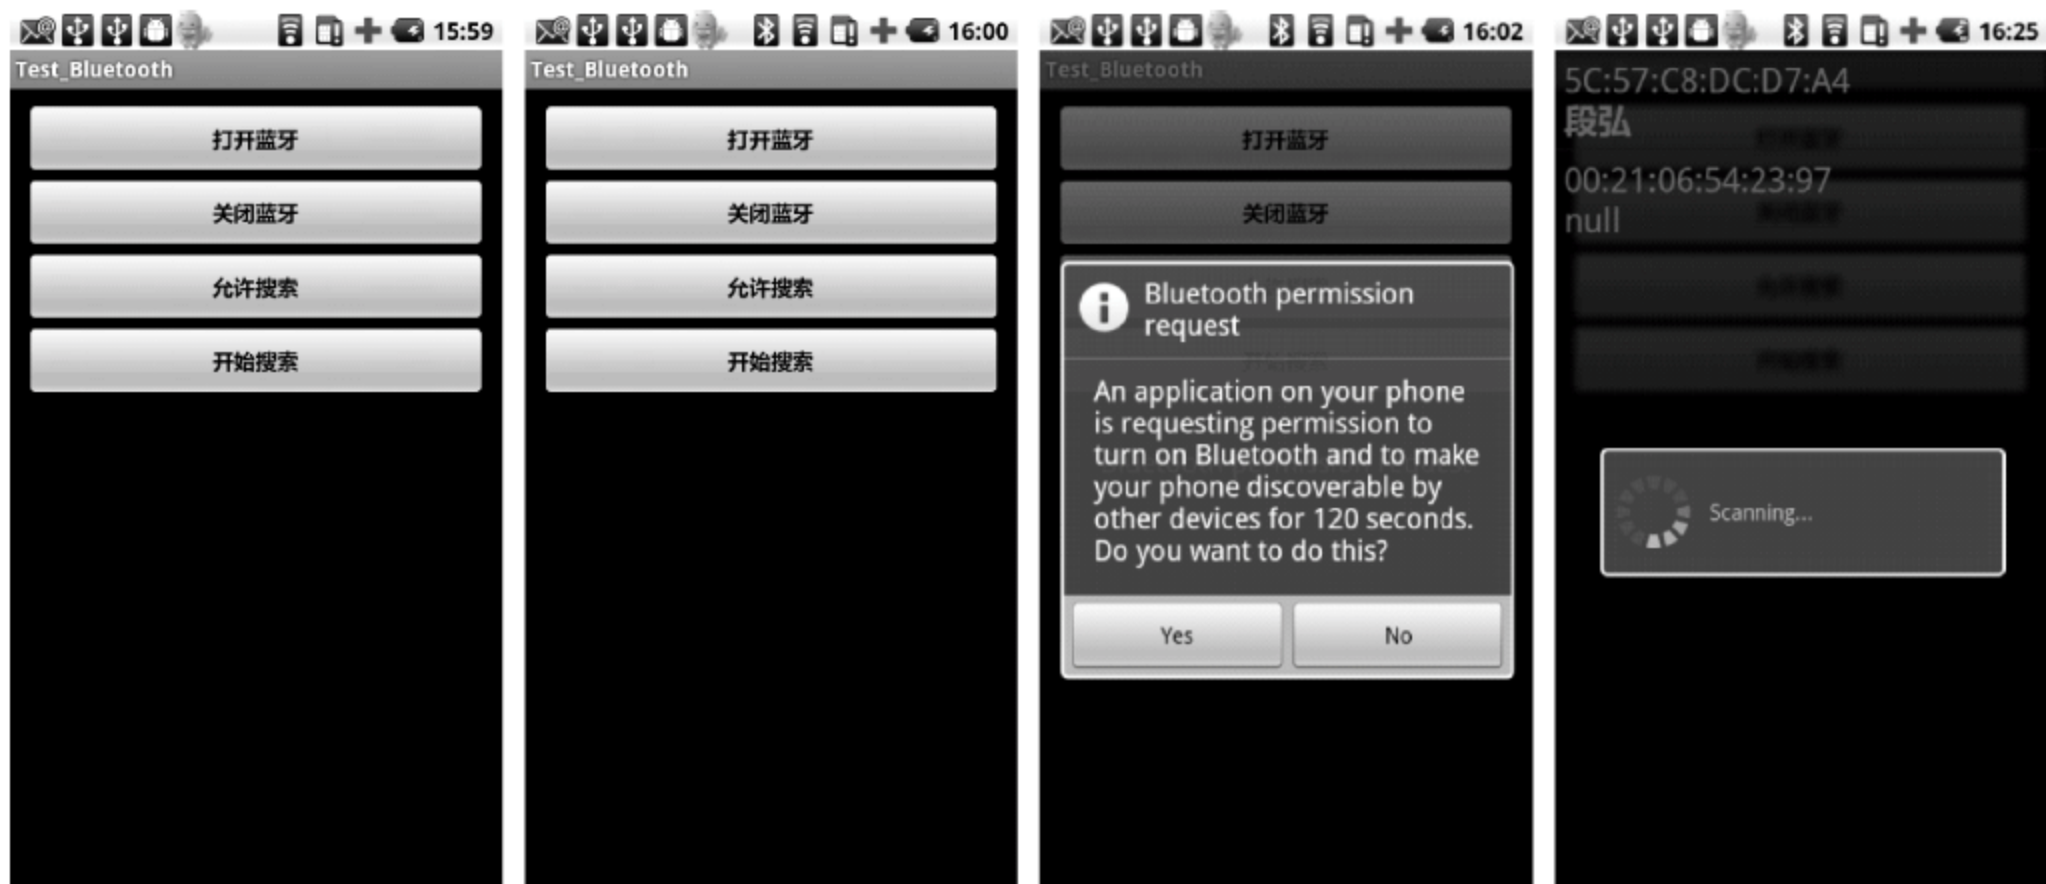 15:59
Test_Bluetooth
打开蓝牙
关闭蓝牙
允许搜索
开始搜索
16:00
Test_Bluetooth
打开蓝牙
关闭蓝牙
允许搜索
开始搜索
16:02
Test_Bluetooth
打开蓝牙
关闭蓝牙
Bluetooth permission
request
开始搜索
An application on your phone
is requesting permission to
turn on Bluetooth and to make
your phone discoverable by
other devices for 120 seconds.
Do you want to do this?
Yes
No
16:25
5C:57:C8:DC:D7:A4
段弘
00:21:06:54:23:97
null
Scanning...